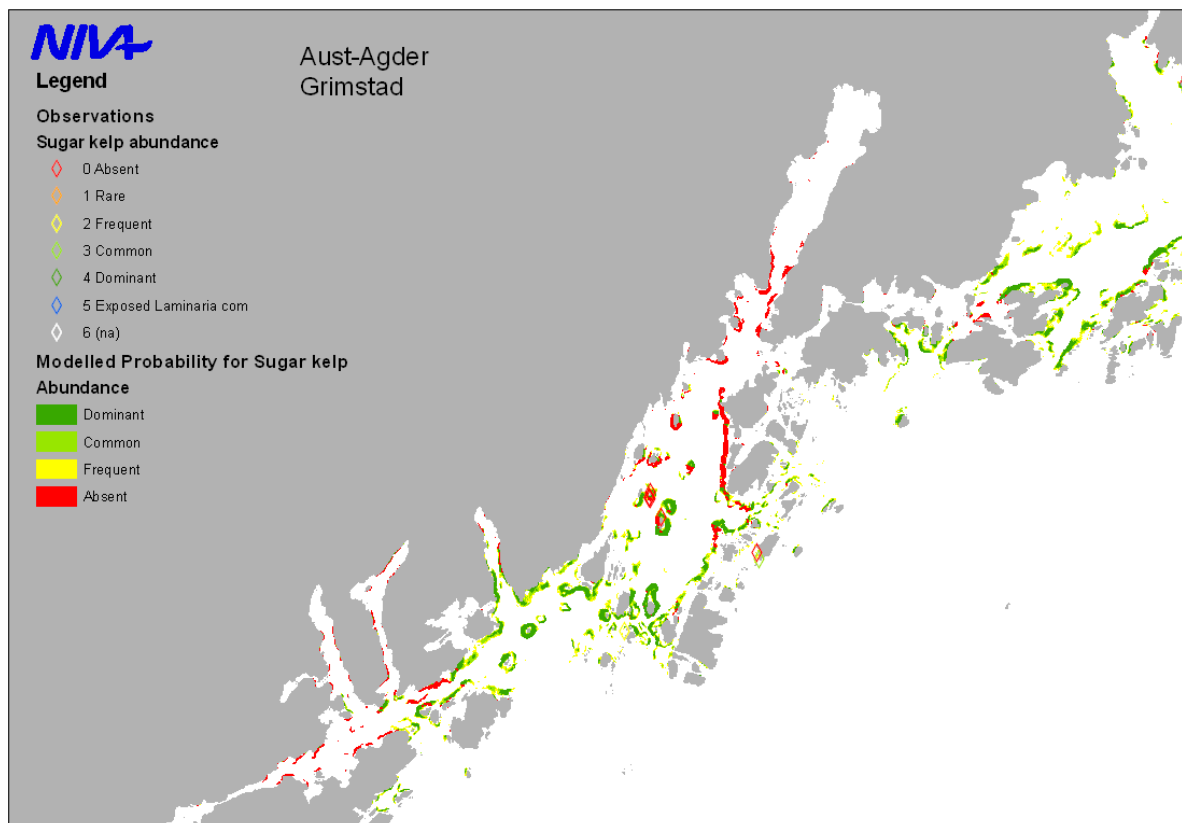 NIVA
Aust-Agder
Grimstad
Legend
Observations
Sugar kelp abundance
0 Absent
1 Rare
2 Frequent
3 Common
4 Dominant
5 Exposed Laminaria com
6 (na)
Modelled Probability for Sugar kelp
Abundance
Dominant
Common
Frequent
Absent